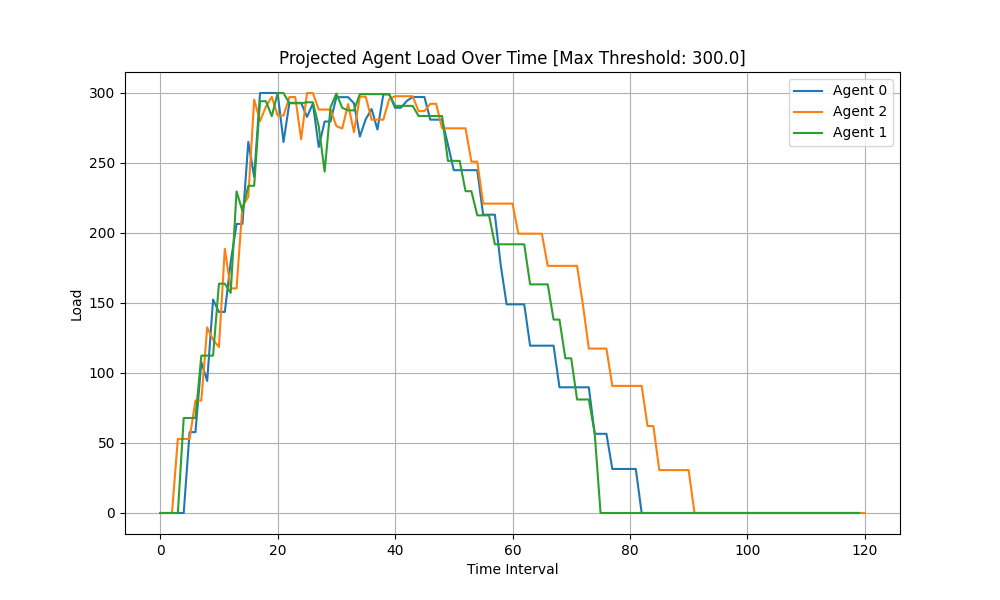 Projected Agent Load Over Time [Max Threshold: 300.0]
Agent 0
Agent 2
Agent 1
Load
300
250
200
150
100
50
0
0 20 40 60 80 100 120
Time Interval